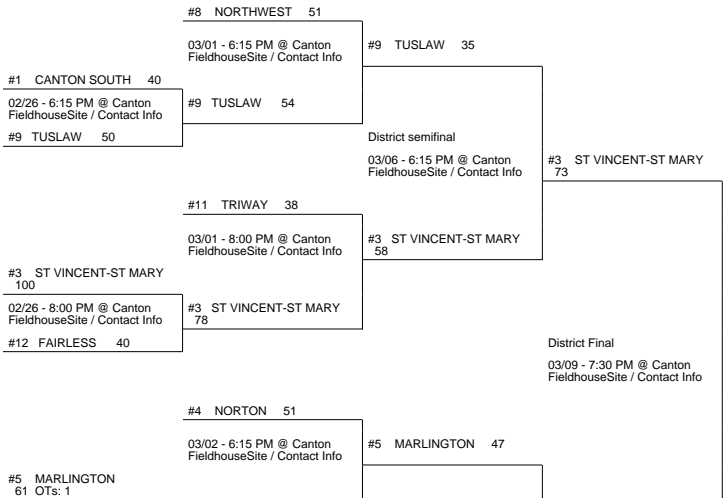 #8 NORTHWEST 51
03/01 - 6:15 PM @ Canton
FieldhouseSite / Contact Info
#9 TUSLAW 35
#1 CANTON SOUTH 40
02/26 - 6:15 PM @ Canton
FieldhouseSite / Contact Info
#9 TUSLAW 54
#9 TUSLAW 50
District semifinal
03/06 - 6:15 PM @ Canton
FieldhouseSite / Contact Info
#3 ST VINCENT-ST MARY
73
#11 TRIWAY 38
03/01 - 8:00 PM @ Canton
FieldhouseSite / Contact Info
#3 ST VINCENT-ST MARY
58
#3 ST VINCENT-ST MARY
100
02/26 - 8:00 PM @ Canton
FieldhouseSite / Contact Info
#3 ST VINCENT-ST MARY
78
#12 FAIRLESS 40
District Final
03/09 - 7:30 PM @ Canton
FieldhouseSite / Contact Info
#4 NORTON 51
03/02 - 6:15 PM @ Canton
FieldhouseSite / Contact Info
#5 MARLINGTON 47
#5 MARLINGTON
61 OTs: 1